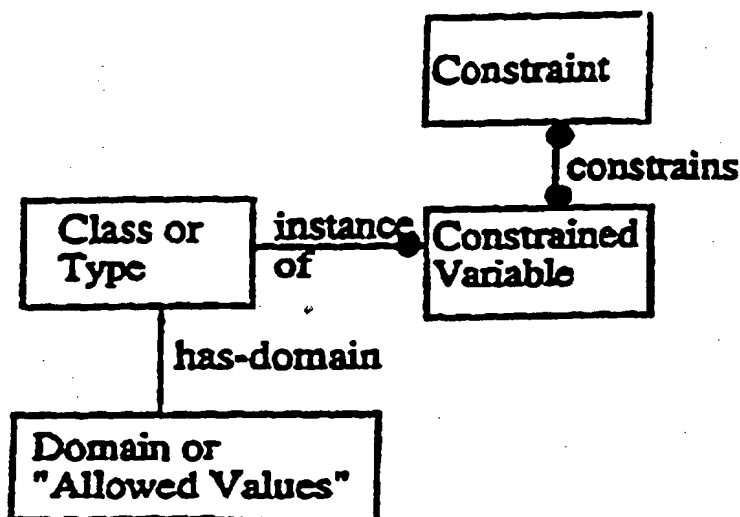 Constraint
constrains
Class or
Type
instance
of
Constrained
Variable
has-domain
Domain or
"Allowed Values"